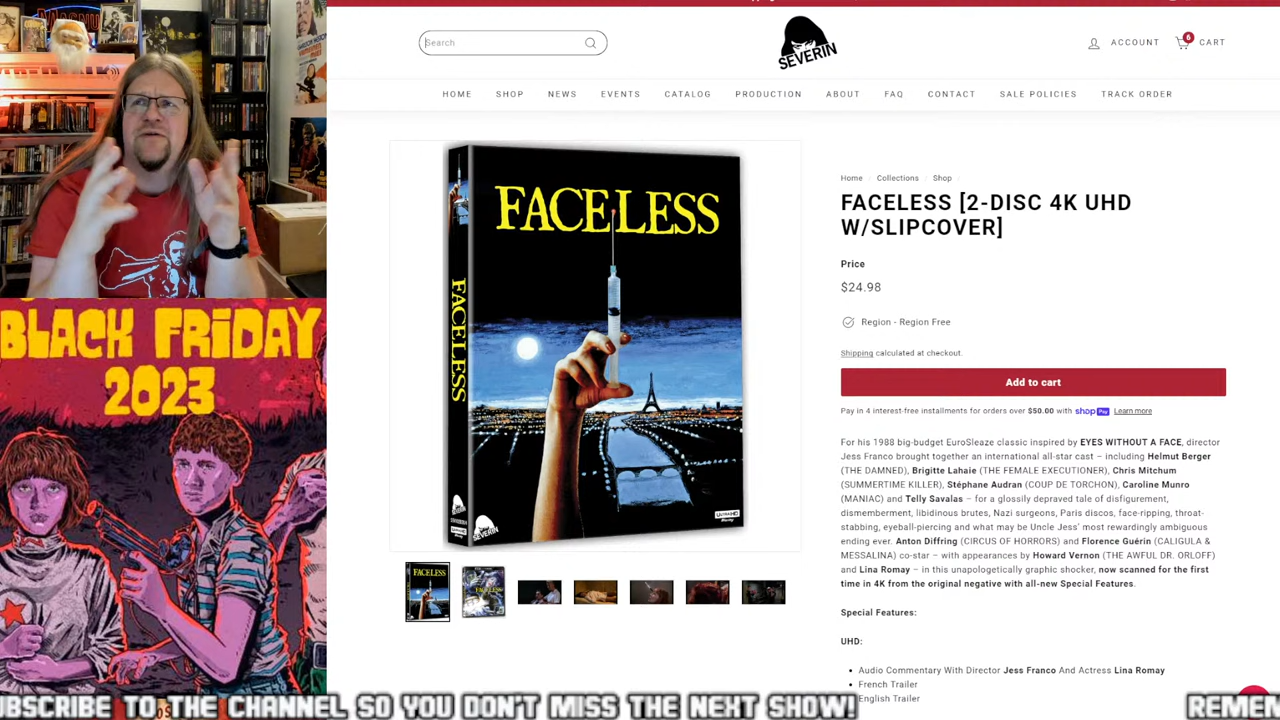 Search
SEVERIN
6
ACCOUNT
CART
HOME
SHOP
NEWS
EVENTS
CATALOG
PRODUCTION
ABOUT
FAQ
CONTACT
SALE POLICIES
TRACK ORDER
FACELESS
FACELESS
SEVERIN
Home / Collections / Shop /
FACELESS [2-DISC 4K UHD
W/SLIPCOVER]
Price
$24.98
Region - Region Free
Shipping calculated at checkout.
Add to cart
Pay in 4 interest-free installments for orders over $50.00 with shop Pay Learn more
For his 1988 big-budget EuroSleaze classic inspired by EYES WITHOUT A FACE, director
Jess Franco brought together an international all-star cast – including Helmut Berger
(THE DAMNED), Brigitte Lahaie (THE FEMALE EXECUTIONER), Chris Mitchum
(SUMMERTIME KILLER), Stéphane Audran (COUP DE TORCHON), Caroline Munro
(MANIAC) and Telly Savalas – for a glossily depraved tale of disfigurement,
dismemberment, libidinous brutes, Nazi surgeons, Paris discos, face-ripping, throat-
stabbing, eyeball-piercing and what may be Uncle Jess' most rewardingly ambiguous
ending ever. Anton Diffring (CIRCUS OF HORRORS) and Florence Guérin (CALIGULA &
MESSALINA) co-star – with appearances by Howard Vernon (THE AWFUL DR. ORLOFF)
and Lina Romay – in this unapologetically graphic shocker, now scanned for the first
time in 4K from the original negative with all-new Special Features.
Special Features:
UHD:
Audio Commentary With Director Jess Franco And Actress Lina Romay
French Trailer
English Trailer
BLACK FRIDAY
2023
UBSCRIBE TO THE CHANNEL SO YOU DON'T MISS THE NEXT SHOW!
REMEM